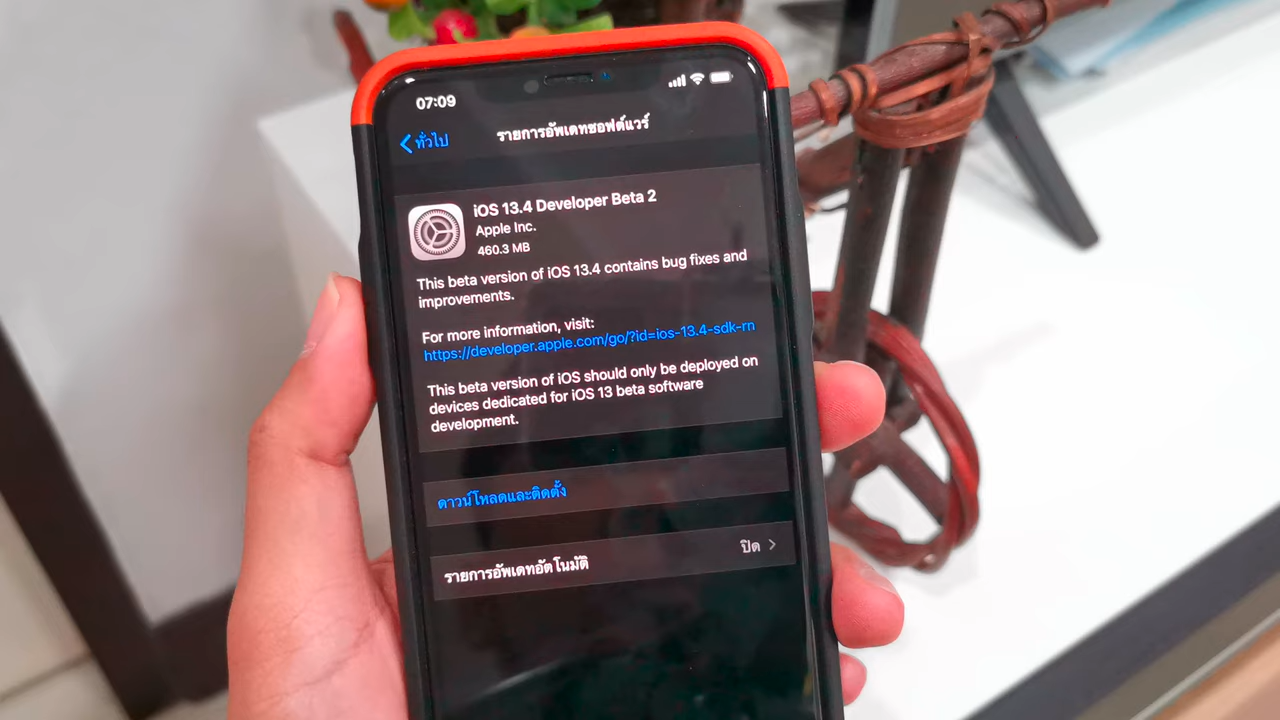 07:09
ทั่วไป
รายการอัพเดทซอฟต์แวร์
iOS 13.4 Developer Beta 2
Apple Inc.
460.3 MB
This beta version of iOS 13.4 contains bug fixes and
improvements.
For more information, visit:
https://developer.apple.com/go/?id=ios-13.4-sdk-rn
This beta version of iOS should only be deployed on
devices dedicated for iOS 13 beta software
development.
ดาวน์โหลดและติดตั้ง
รายการอัพเดทอัตโนมัติ ปิด